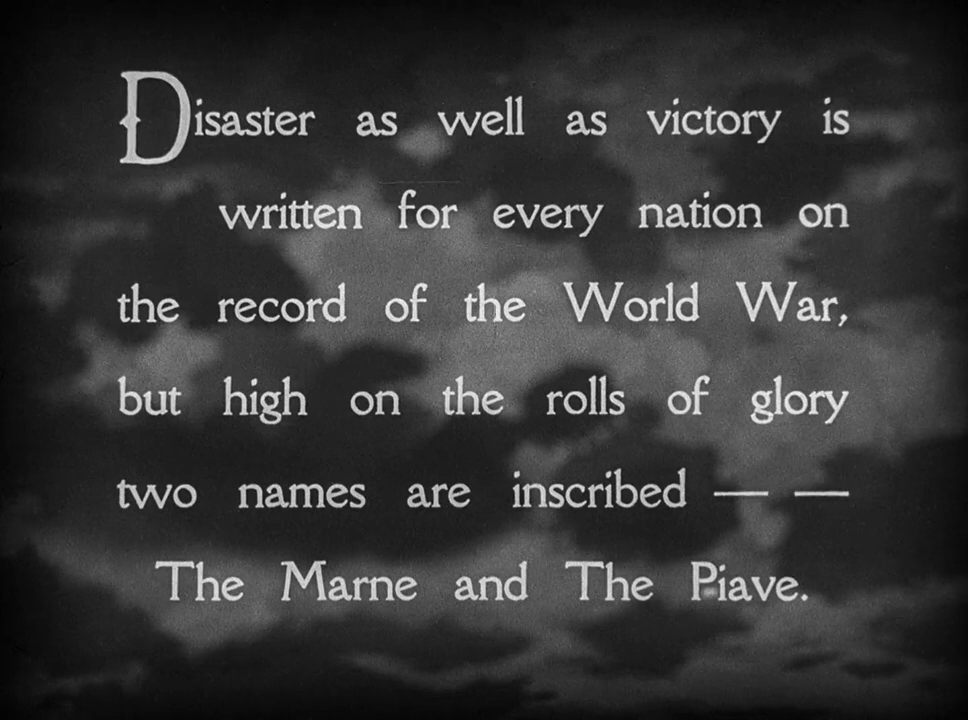 Disaster as well as victory is
written for every nation on
the record of the World War,
but high on the rolls of glory
two names are inscribed — —
The Marne and The Piave.